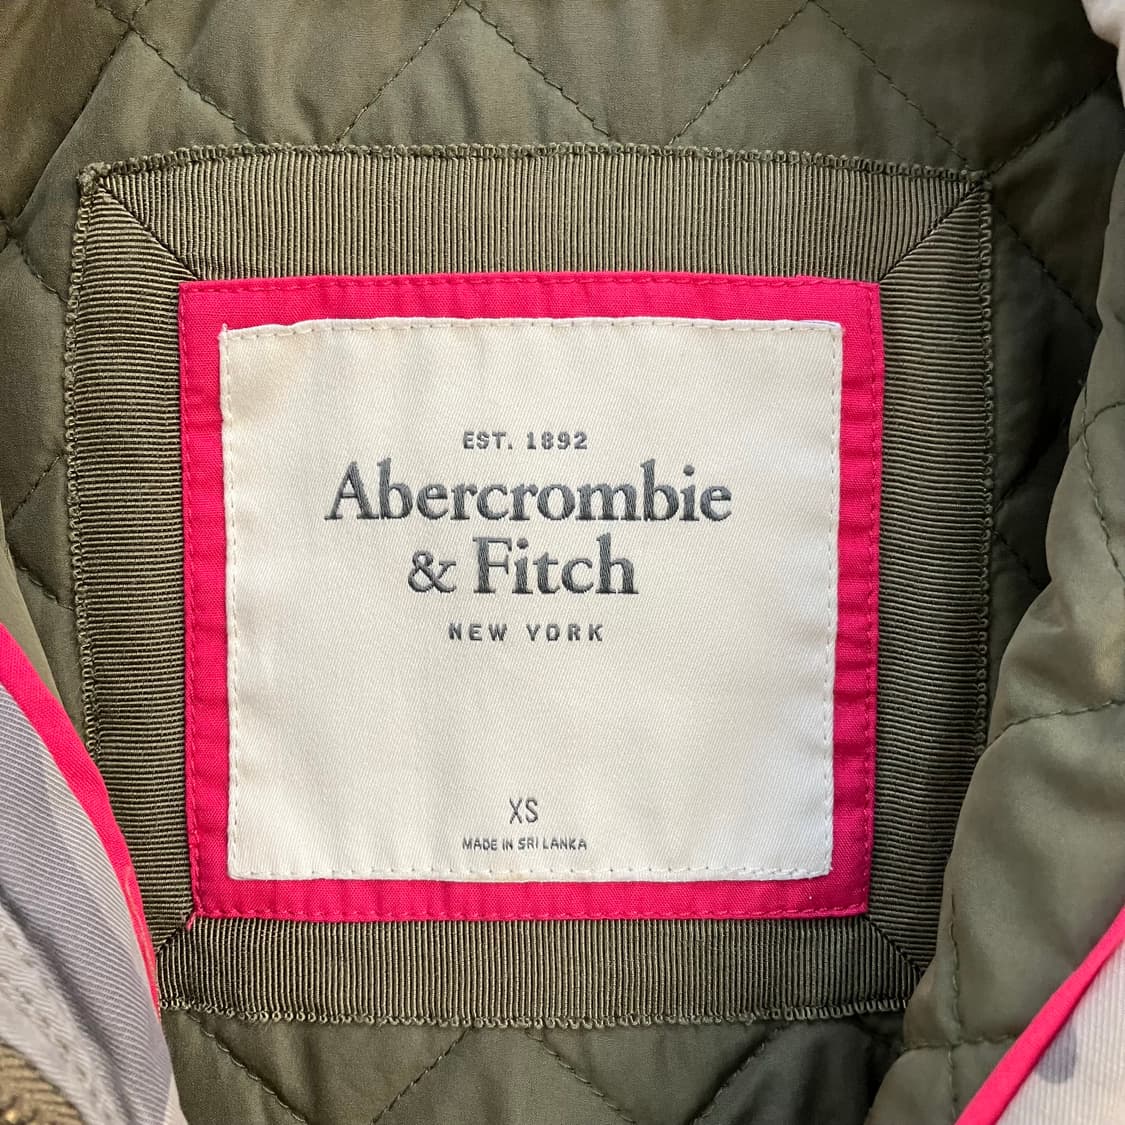 EST. 1892
Abercrombie
& Fitch
NEW YORK
XS
MADE IN SRI LANKA